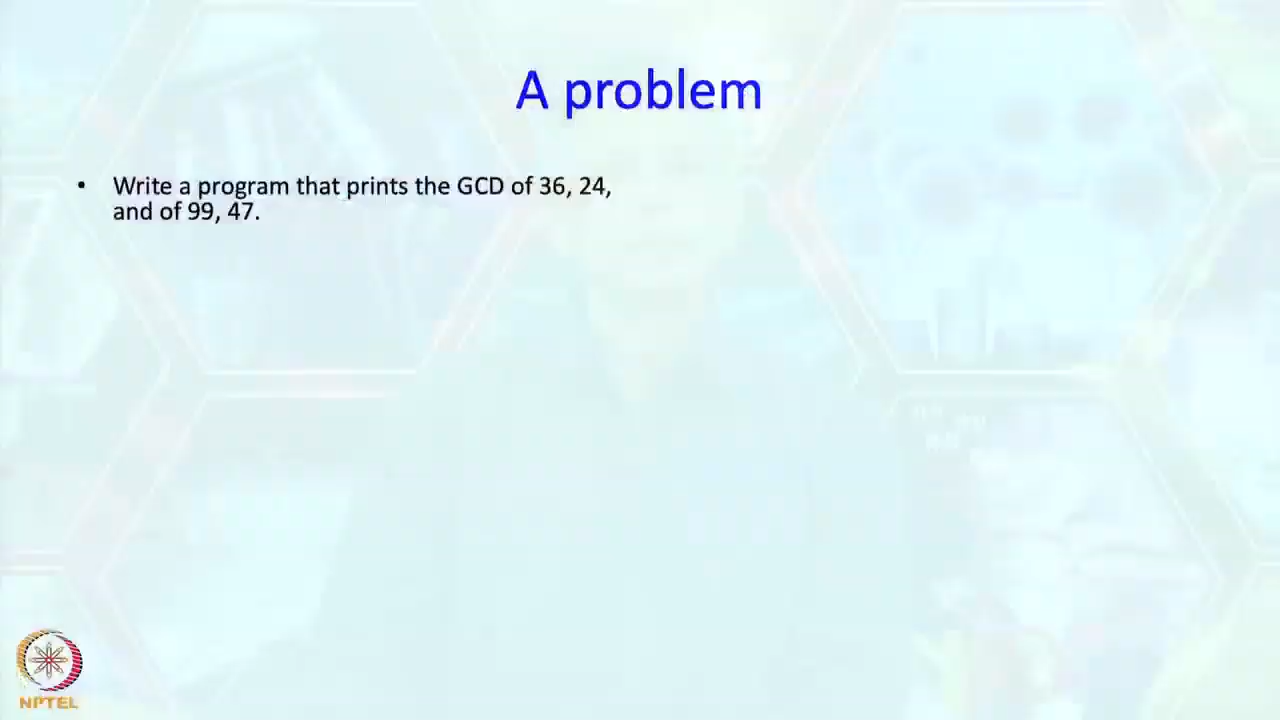 A problem
• Write a program that prints the GCD of 36, 24,
and of 99, 47.
NPTEL